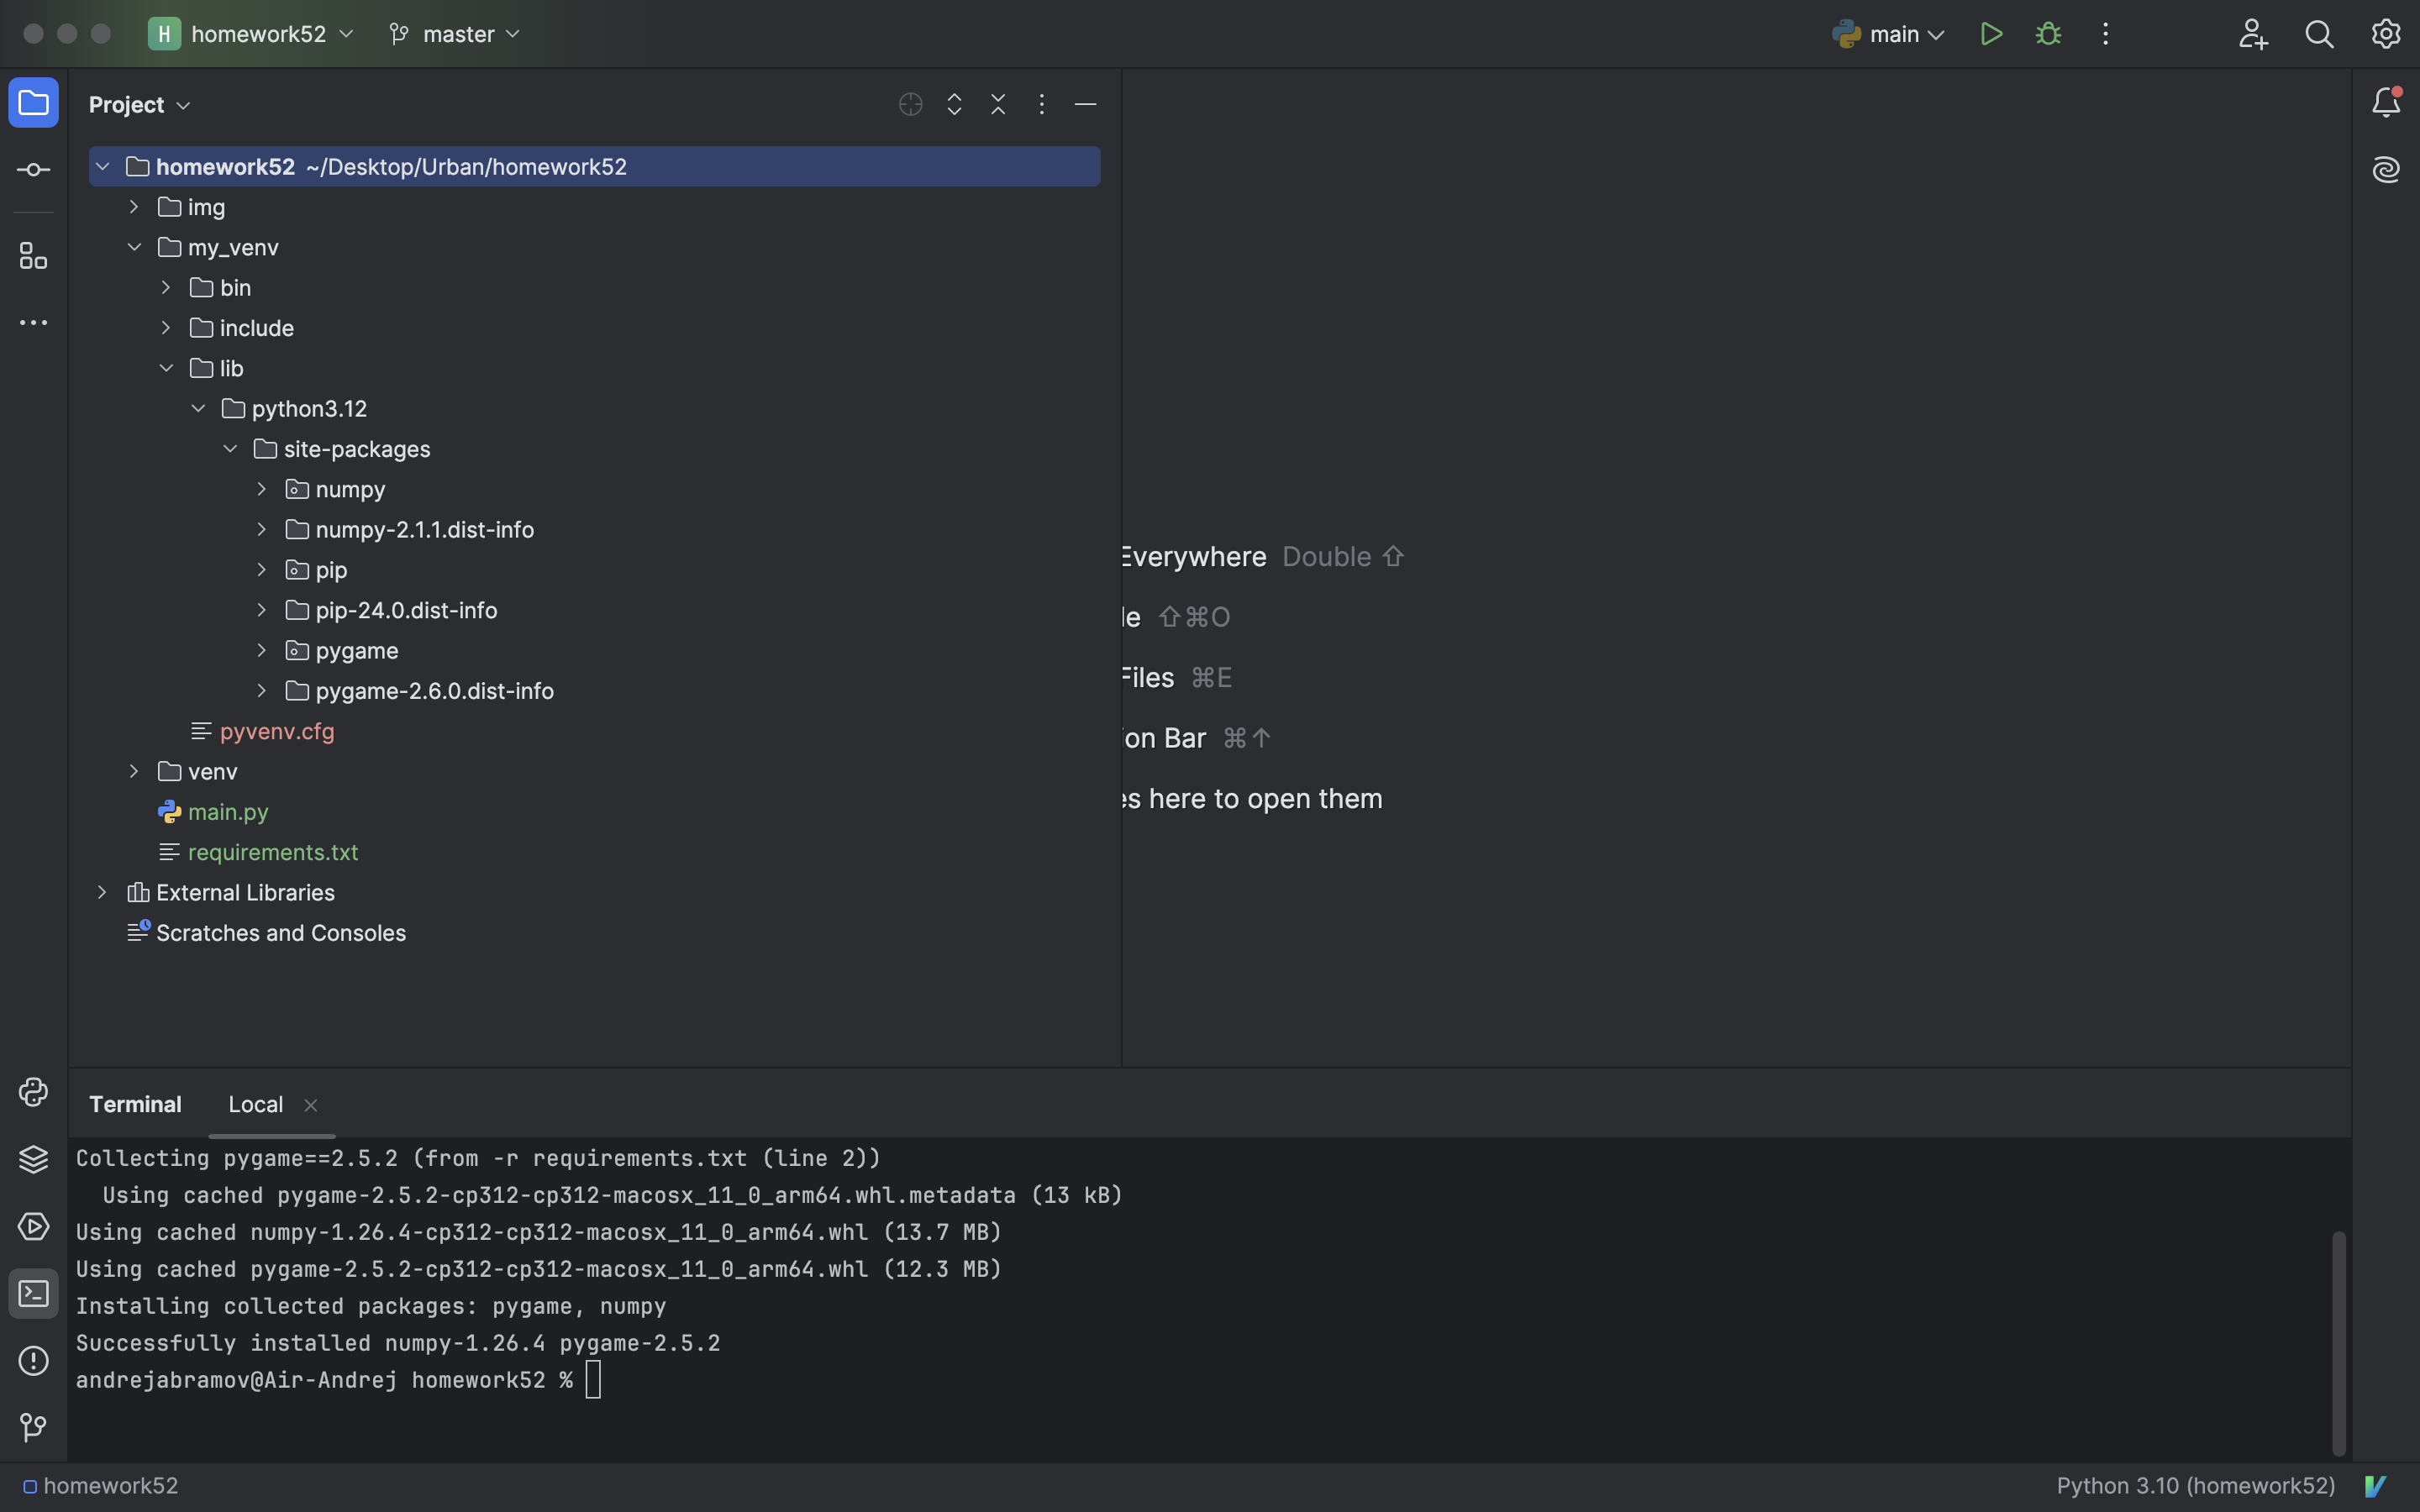 H homework52 master main
Project
homework52 ~/Desktop/Urban/homework52
img
my_venv
bin
include
lib
python3.12
site-packages
numpy
numpy-2.1.1.dist-info
pip
pip-24.0.dist-info
pygame
pygame-2.6.0.dist-info
pyvenv.cfg
venv
main.py
requirements.txt
External Libraries
Scratches and Consoles
Everywhere Double ⇧
le ⇧⌘O
Files ⌘E
ion Bar ⌘↑
es here to open them
Terminal Local
Collecting pygame==2.5.2 (from -r requirements.txt (line 2))
Using cached pygame-2.5.2-cp312-cp312-macosx_11_0_arm64.whl.metadata (13 kB)
Using cached numpy-1.26.4-cp312-cp312-macosx_11_0_arm64.whl (13.7 MB)
Using cached pygame-2.5.2-cp312-cp312-macosx_11_0_arm64.whl (12.3 MB)
Installing collected packages: pygame, numpy
Successfully installed numpy-1.26.4 pygame-2.5.2
andrejabramov@Air-Andrej homework52 %
homework52 Python 3.10 (homework52)